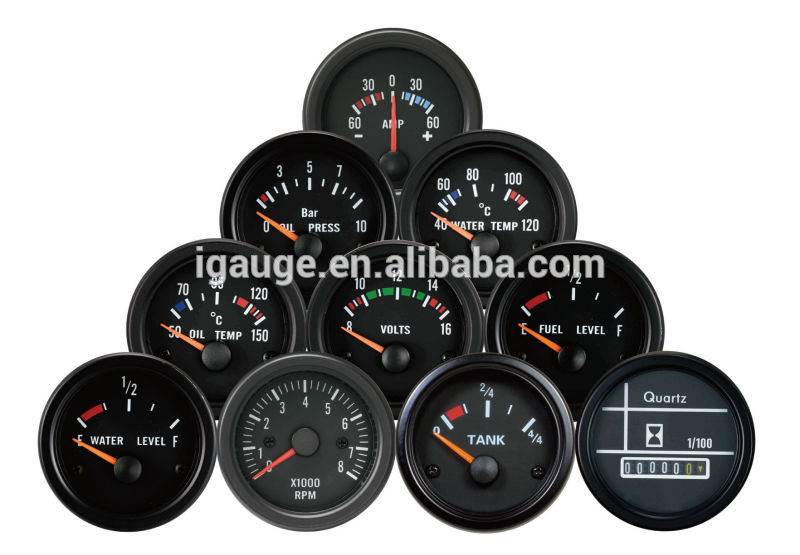 30 0 30
60 AMP 60
- +
3 5 7
Bar
0 OIL PRESS 10
60 80 100
°C
40 WATER TEMP 120
igauge.en.alibaba.com
70 120
°C
50 OIL TEMP 150
10 12 14
8 VOLTS 16
1/2
E FUEL LEVEL F
1/2
E WATER LEVEL F
1 2 3 4 5 6 7
0 8
X1000
RPM
2/4
0 TANK 4/4
Quartz
1/100
000000